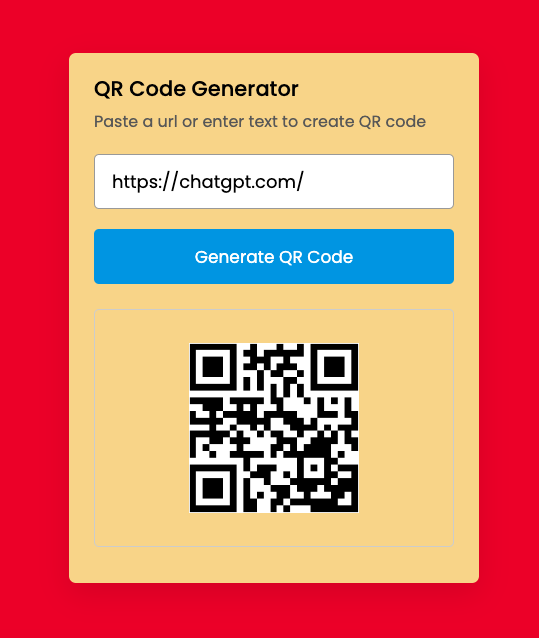 QR Code Generator
Paste a url or enter text to create QR code
https://chatgpt.com/
Generate QR Code